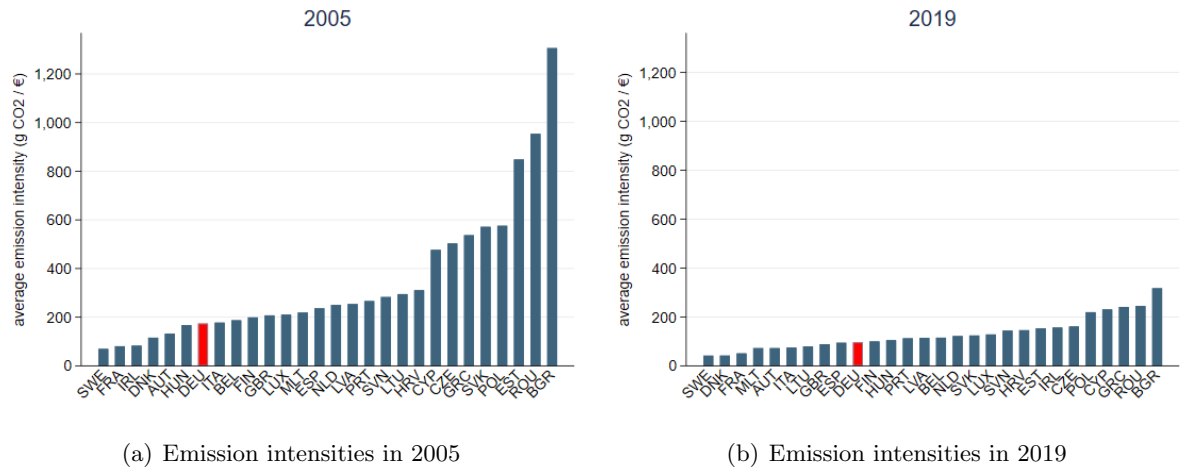 2005
average emission intensity (g CO2 / €)
1,200
1,000
800
600
400
200
0
SWE FRA IRL DNK AUT HUN DEU ITA BEL FIN GBR LUX MLT ESP NLD LVA PRT SVN LTU HRV CYP CZE GRC SVK POL EST ROU BGR
(a) Emission intensities in 2005
2019
average emission intensity (g CO2 / €)
1,200
1,000
800
600
400
200
0
SWE DNK FRA MLT AUT ITA LTU GBR ESP DEU FIN HUN PRT LVA BEL NLD SVK LUX SVN HRV EST IRL CZE POL CYP GRC ROU BGR
(b) Emission intensities in 2019